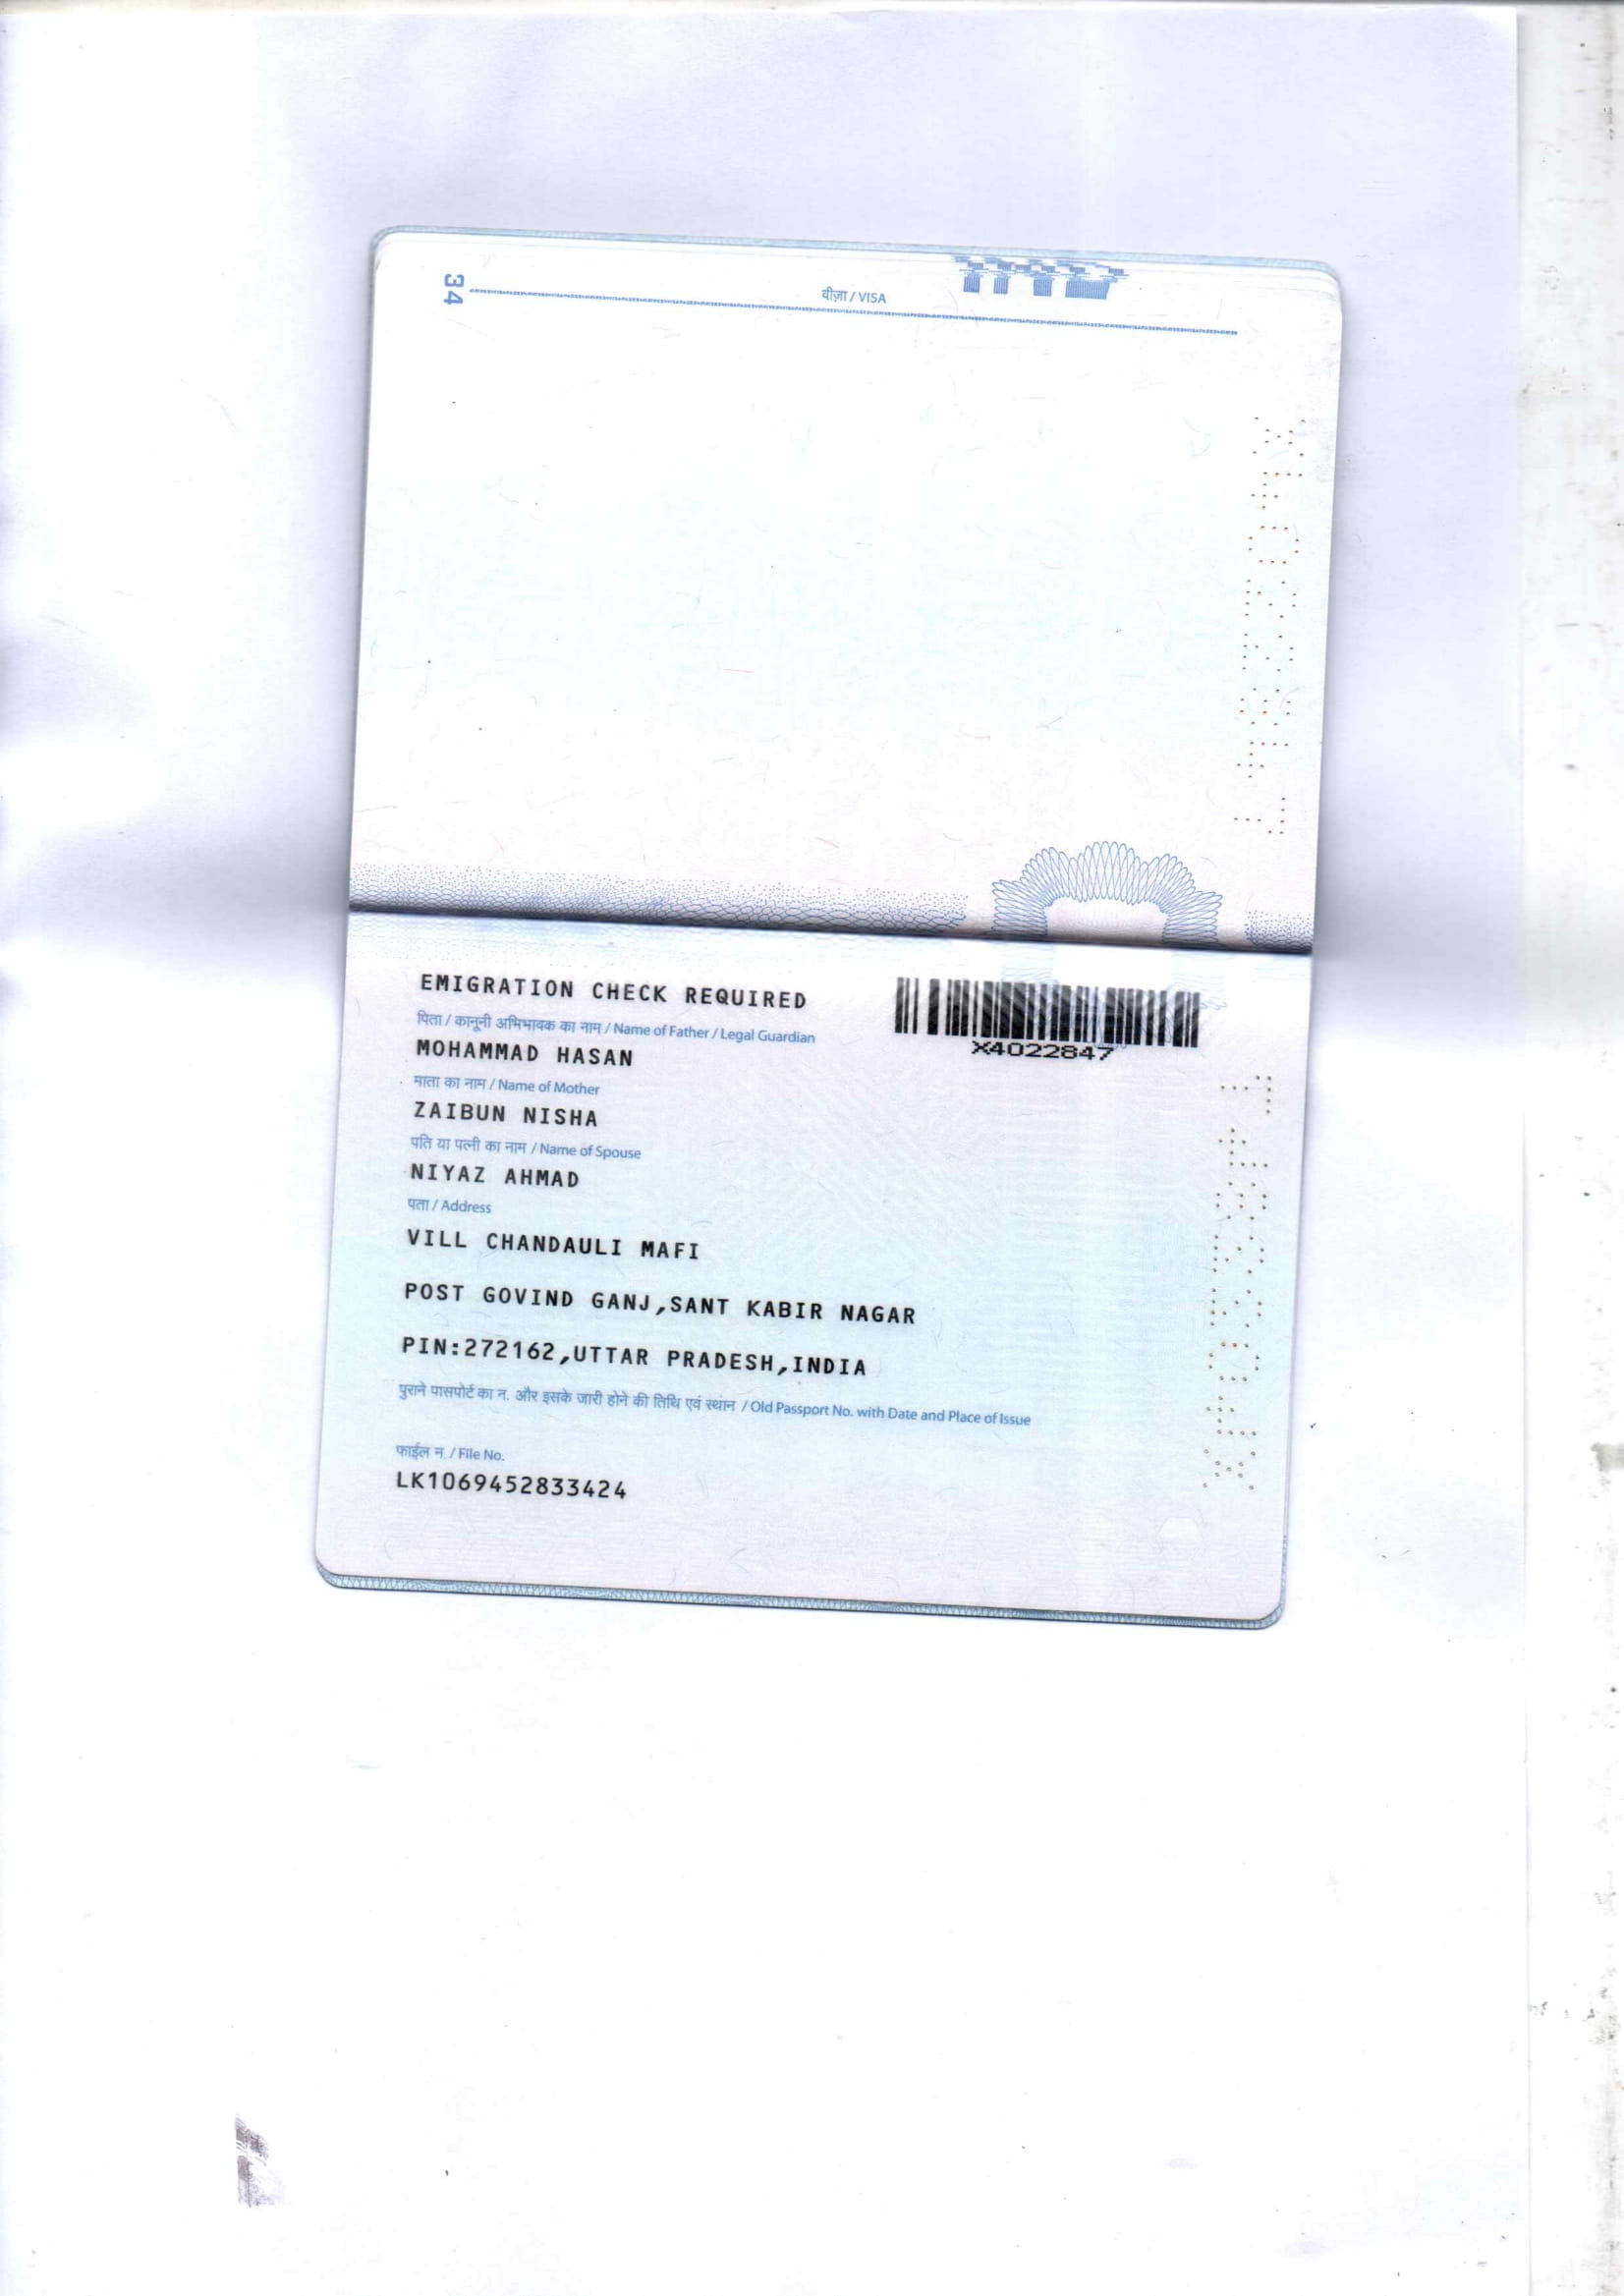 34
वीज़ा / VISA
EMIGRATION CHECK REQUIRED
पिता / कानूनी अभिभावक का नाम / Name of Father / Legal Guardian
MOHAMMAD HASAN
माता का नाम / Name of Mother
ZAIBUN NISHA
पति या पत्नी का नाम / Name of Spouse
NIYAZ AHMAD
पता / Address
VILL CHANDAULI MAFI
POST GOVIND GANJ,SANT KABIR NAGAR
PIN:272162,UTTAR PRADESH,INDIA
पुराने पासपोर्ट का न. और इसके जारी होने की तिथि एवं स्थान / Old Passport No. with Date and Place of Issue
फाईल न. / File No.
LK1069452833424
X4022847
X4022847
X4022847